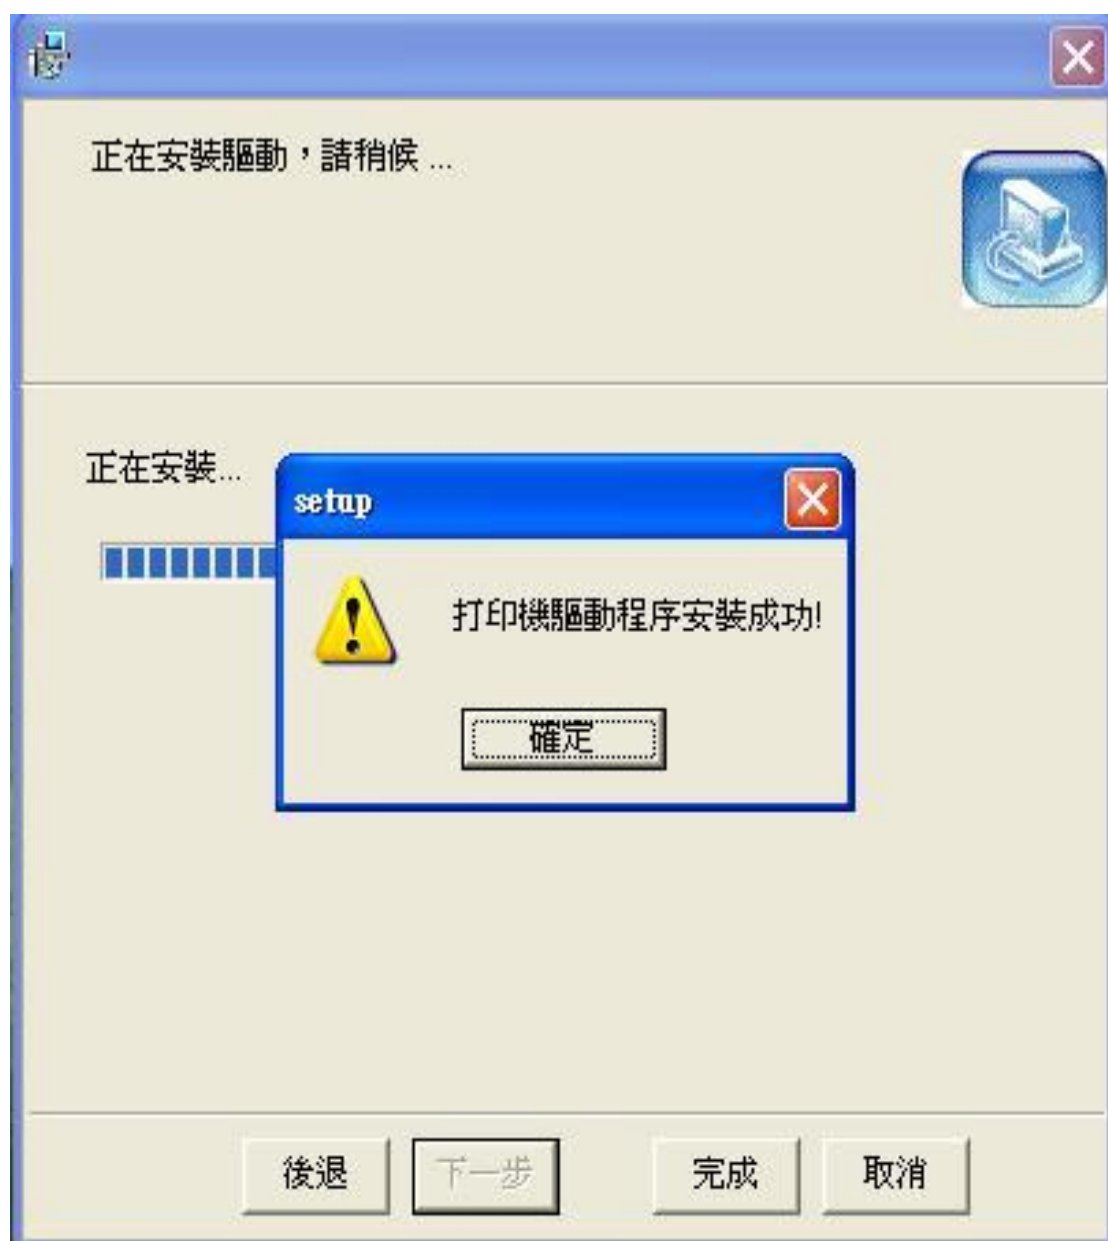 正在安裝驅動，請稍候 ...
正在安裝...
setup
打印機驅動程序安裝成功!
確定
後退
下一步
完成
取消